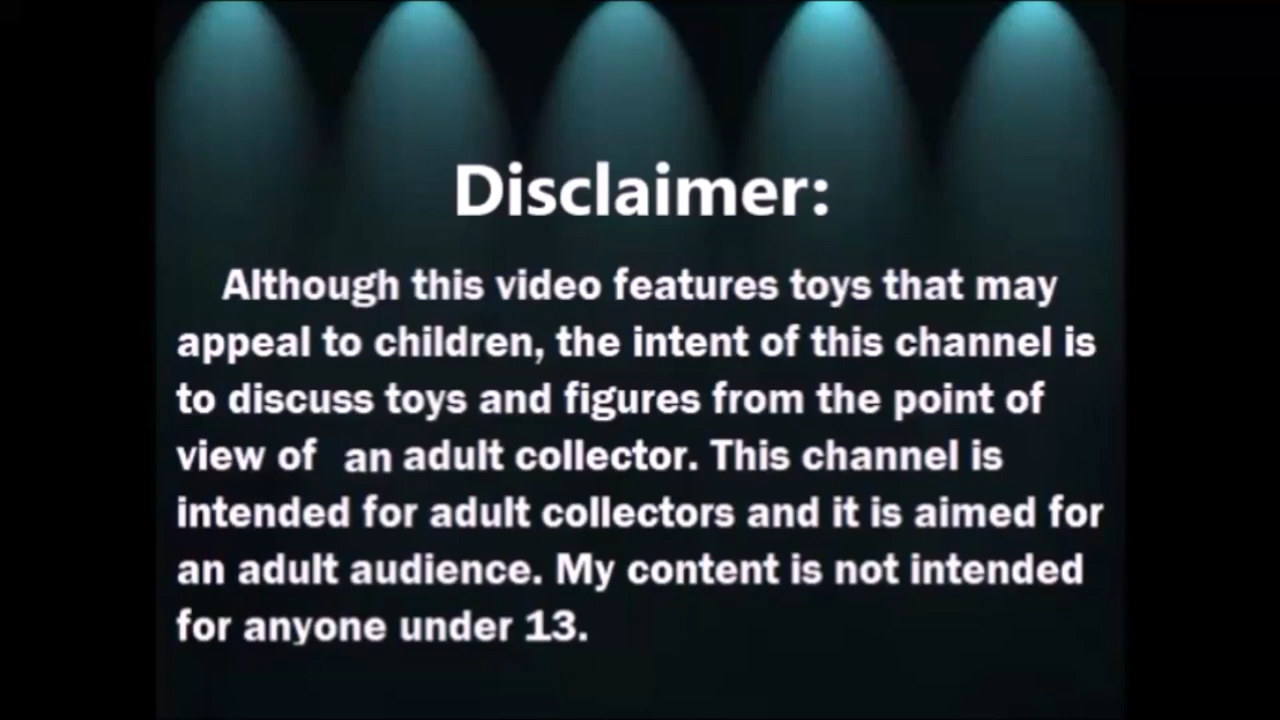 Disclaimer:
Although this video features toys that may
appeal to children, the intent of this channel is
to discuss toys and figures from the point of
view of an adult collector. This channel is
intended for adult collectors and it is aimed for
an adult audience. My content is not intended
for anyone under 13.